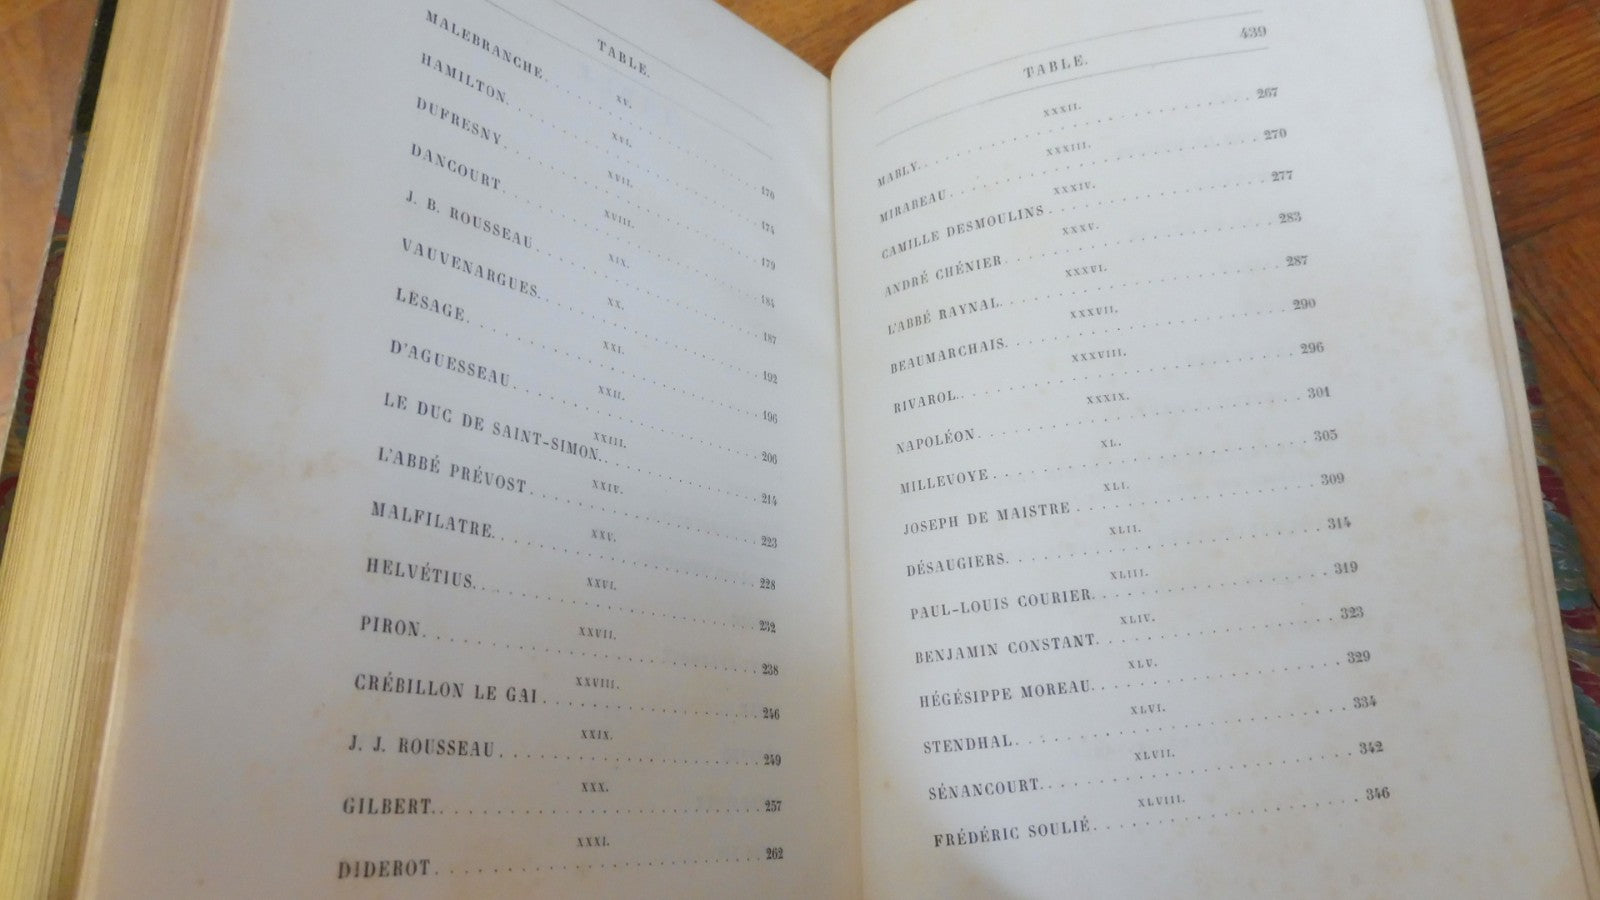 TABLE.
XV.
MALEBRANCHE. 170
XVI.
HAMILTON. 174
XVII.
DUFRESNY. 179
XVIII.
DANCOURT. 184
XIX.
J. B. ROUSSEAU. 187
XX.
VAUVENARGUES. 192
XXI.
LESAGE. 196
XXII.
D'AGUESSEAU. 206
XXIII.
LE DUC DE SAINT-SIMON. 214
XXIV.
L'ABBÉ PRÉVOST. 223
XXV.
MALFILATRE. 228
XXVI.
HELVÉTIUS. 232
XXVII.
PIRON. 238
XXVIII.
CRÉBILLON LE GAI. 246
XXIX.
J. J. ROUSSEAU. 249
XXX.
GILBERT. 257
XXXI.
DIDEROT. 262
TABLE. 439
XXXII.
MABLY. 267
XXXIII.
MIRABEAU. 270
XXXIV.
CAMILLE DESMOULINS. 277
XXXV.
ANDRÉ CHÉNIER. 283
XXXVI.
L'ABBÉ RAYNAL. 287
XXXVII.
BEAUMARCHAIS. 290
XXXVIII.
RIVAROL. 296
XXXIX.
NAPOLÉON. 301
XL.
MILLEVOYE. 305
XLI.
JOSEPH DE MAISTRE. 309
XLII.
DÉSAUGIERS. 314
XLIII.
PAUL-LOUIS COURIER. 319
XLIV.
BENJAMIN CONSTANT. 323
XLV.
HÉGÉSIPPE MOREAU. 329
XLVI.
STENDHAL. 334
XLVII.
SÉNANCOURT. 342
XLVIII.
FRÉDÉRIC SOULIÉ. 346